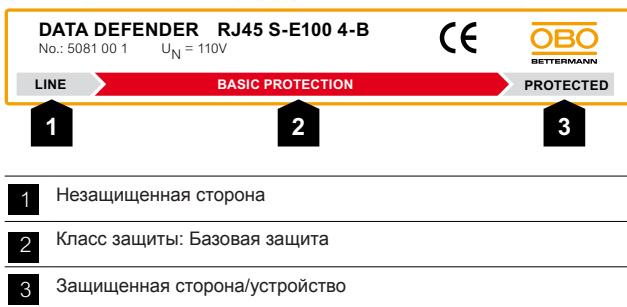 DATA DEFENDER RJ45 S-E100 4-B
No.: 5081 00 1 UN = 110V
CE
OBO
BETTERMANN
LINE BASIC PROTECTION PROTECTED
1 2 3
1 Незащищенная сторона
2 Класс защиты: Базовая защита
3 Защищенная сторона/устройство